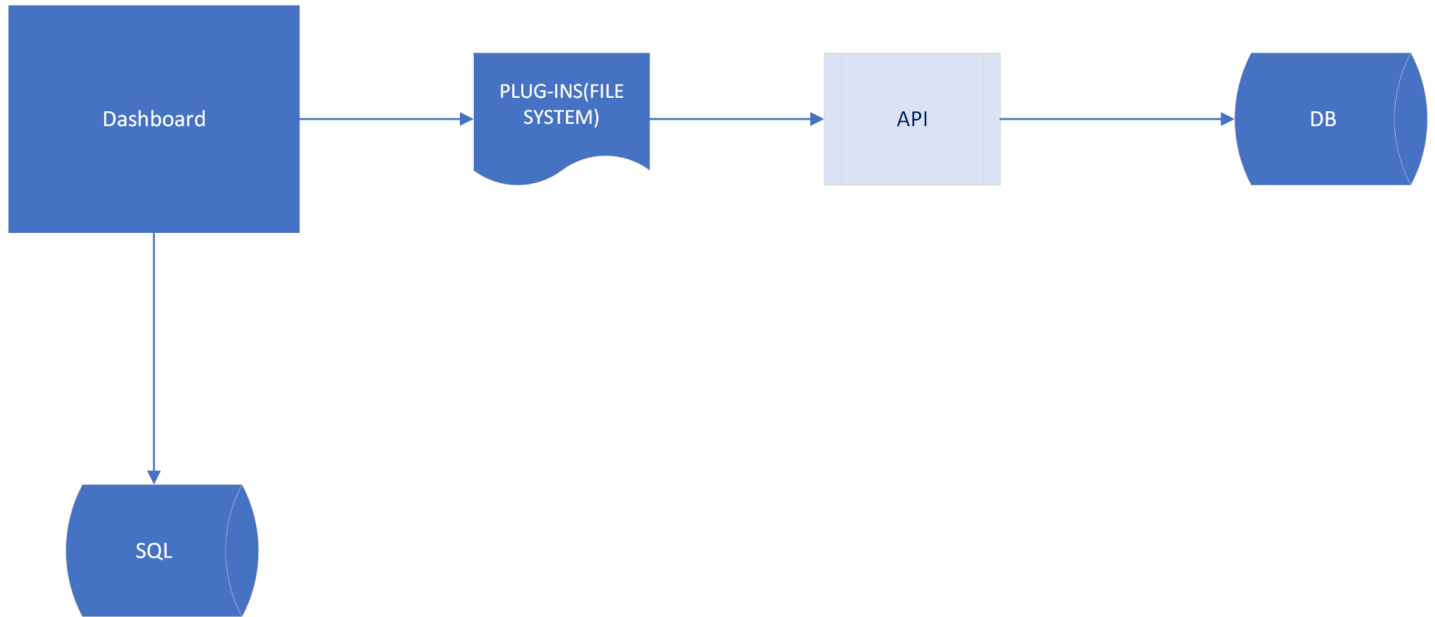 Dashboard
PLUG-INS(FILE
SYSTEM)
API
DB
SQL